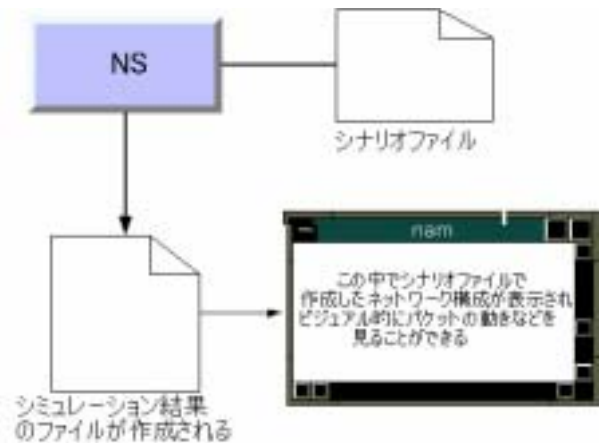 NS
シナリオファイル
nam
この中でシナリオファイルで
作成したネットワーク構成が表示され
ビジュアル的にパケットの動きなどを
見ることができる
シミュレーション結果
のファイルが作成される